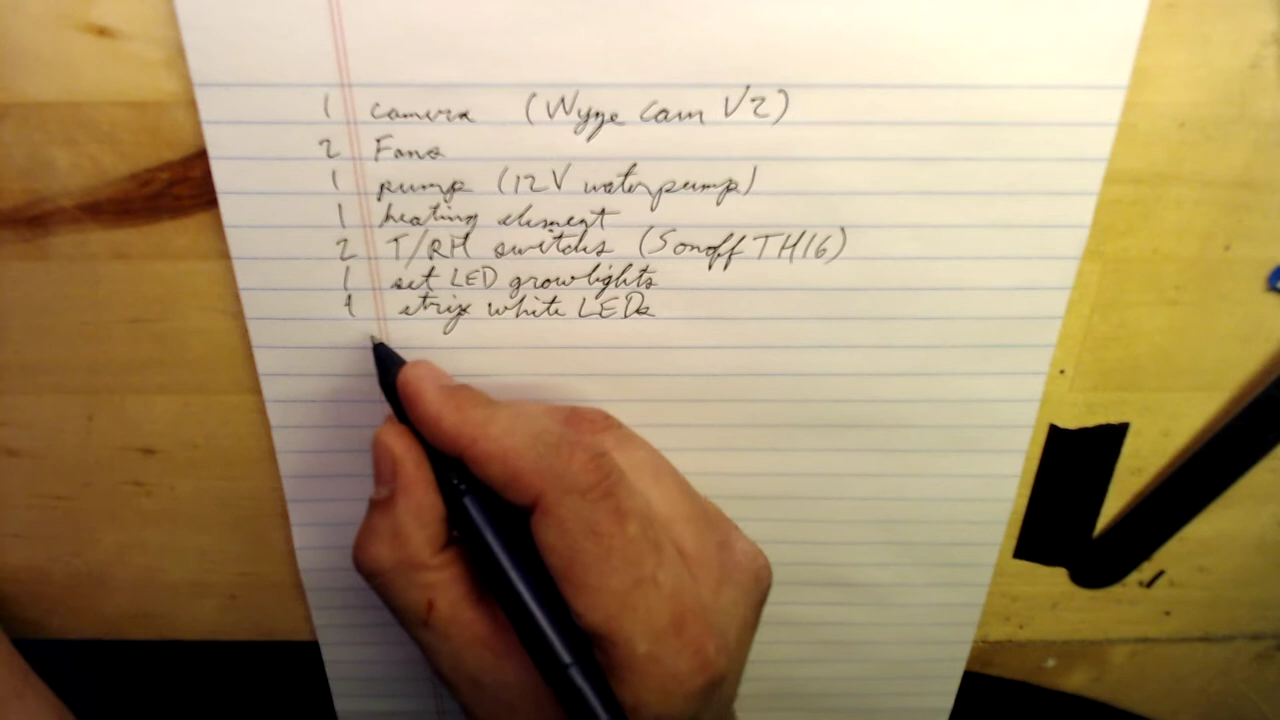 1 camera (Wyze Cam V2)
2 Fans
1 pump (12V waterpump)
1 heating element
2 T/RH switches (Sonoff TH16)
1 set LED growlights
1 strip white LEDs